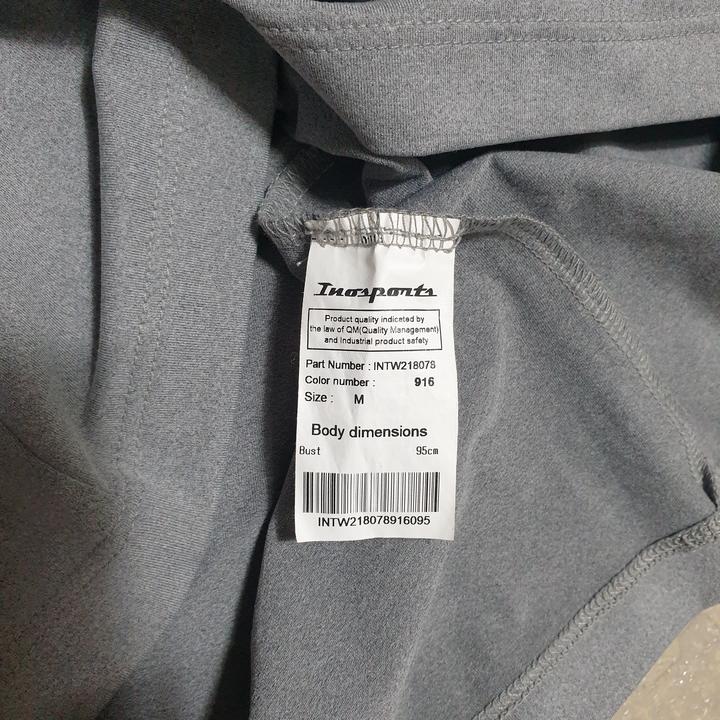 Inosports
Product quality indicated by
the law of QM(Quality Management)
and Industrial product safety
Part Number : INTW218078
Color number : 916
Size : M
Body dimensions
Bust 95cm
INTW218078916095